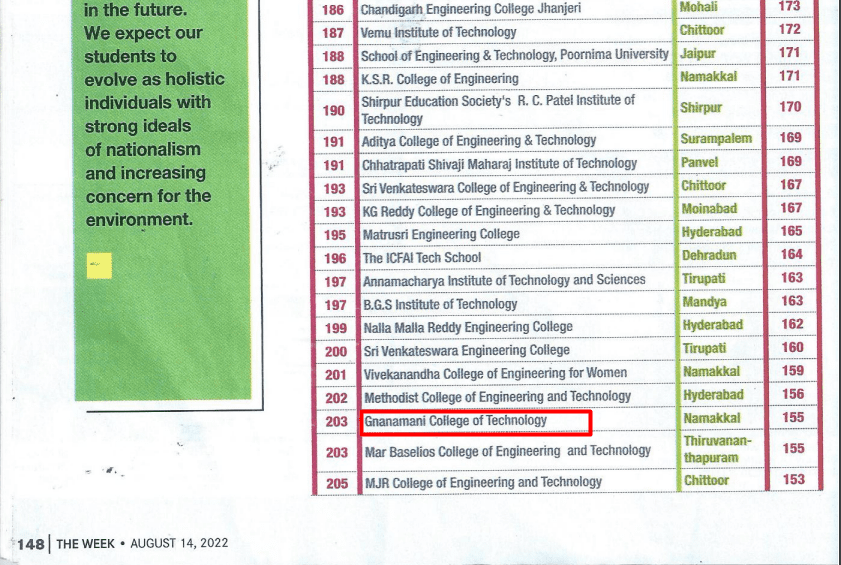 in the future.
We expect our
students to
evolve as holistic
individuals with
strong ideals
of nationalism
and increasing
concern for the
environment.
186 Chandigarh Engineering College Jhanjeri Mohali 173
187 Vemu Institute of Technology Chittoor 172
188 School of Engineering & Technology, Poornima University Jaipur 171
188 K.S.R. College of Engineering Namakkal 171
190 Shirpur Education Society's R. C. Patel Institute of
Technology Shirpur 170
191 Aditya College of Engineering & Technology Surampalem 169
191 Chhatrapati Shivaji Maharaj Institute of Technology Panvel 169
193 Sri Venkateswara College of Engineering & Technology Chittoor 167
193 KG Reddy College of Engineering & Technology Moinabad 167
195 Matrusri Engineering College Hyderabad 165
196 The ICFAI Tech School Dehradun 164
197 Annamacharya Institute of Technology and Sciences Tirupati 163
197 B.G.S Institute of Technology Mandya 163
199 Nalla Malla Reddy Engineering College Hyderabad 162
200 Sri Venkateswara Engineering College Tirupati 160
201 Vivekanandha College of Engineering for Women Namakkal 159
202 Methodist College of Engineering and Technology Hyderabad 156
203 Gnanamani College of Technology Namakkal 155
203 Mar Baselios College of Engineering and Technology Thiruvanan-
thapuram 155
205 MJR College of Engineering and Technology Chittoor 153
148 THE WEEK • AUGUST 14, 2022